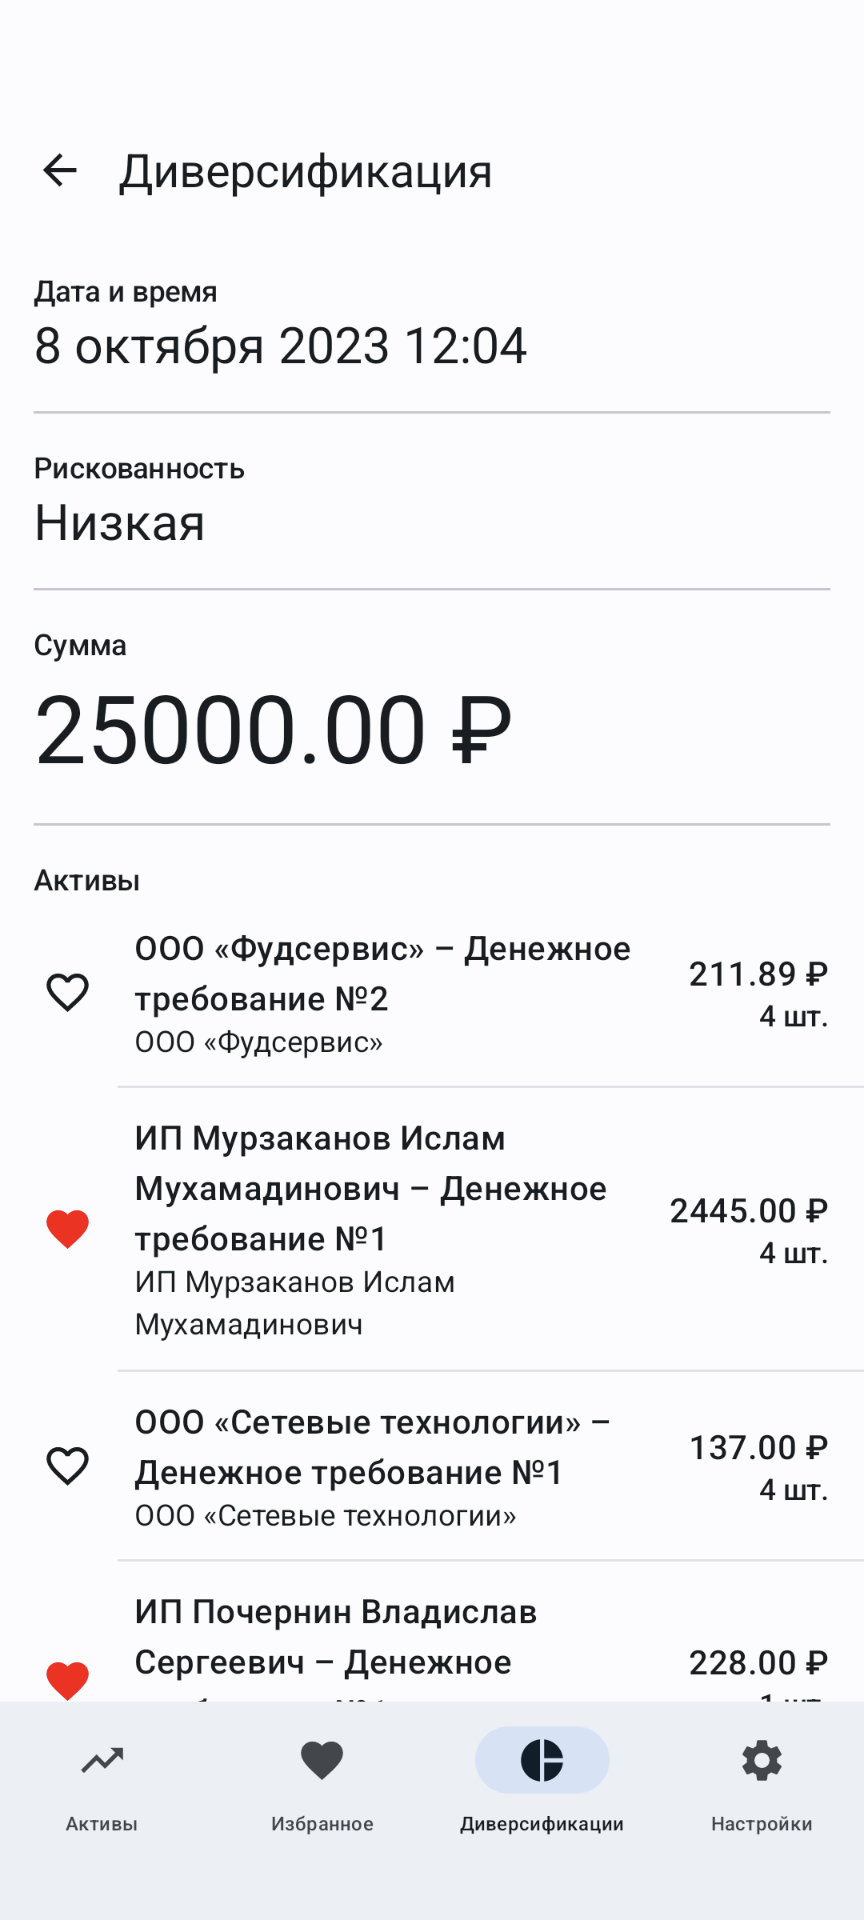 Диверсификация
Дата и время
8 октября 2023 12:04
Рискованность
Низкая
Сумма
25000.00 ₽
Активы
ООО «Фудсервис» – Денежное
требование №2
ООО «Фудсервис»
211.89 ₽
4 шт.
ИП Мурзаканов Ислам
Мухамадинович – Денежное
требование №1
ИП Мурзаканов Ислам
Мухамадинович
2445.00 ₽
4 шт.
ООО «Сетевые технологии» –
Денежное требование №1
ООО «Сетевые технологии»
137.00 ₽
4 шт.
ИП Почернин Владислав
Сергеевич – Денежное
228.00 ₽
Активы
Избранное
Диверсификации
Настройки